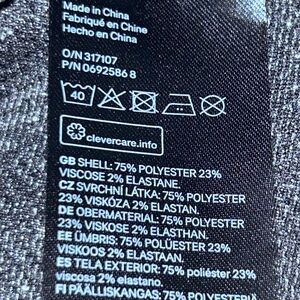 Made in China
Fabriqué en Chine
Hecho en China
O/N 317107
P/N 0692586 8
40
clevercare.info
GB SHELL: 75% POLYESTER 23%
VISCOSE 2% ELASTANE.
CZ SVRCHNÍ LÁTKA: 75% POLYESTER
23% VISKÓZA 2% ELASTAN.
DE OBERMATERIAL: 75% POLYESTER
23% VISKOSE 2% ELASTHAN.
EE ÜMBRIS: 75% POLÜESTER 23%
VISKOOS 2% ELASTAAN.
ES TELA EXTERIOR: 75% poliéster 23%
viscosa 2% elastano.
FI PÄÄLLISKANGAS: 75%